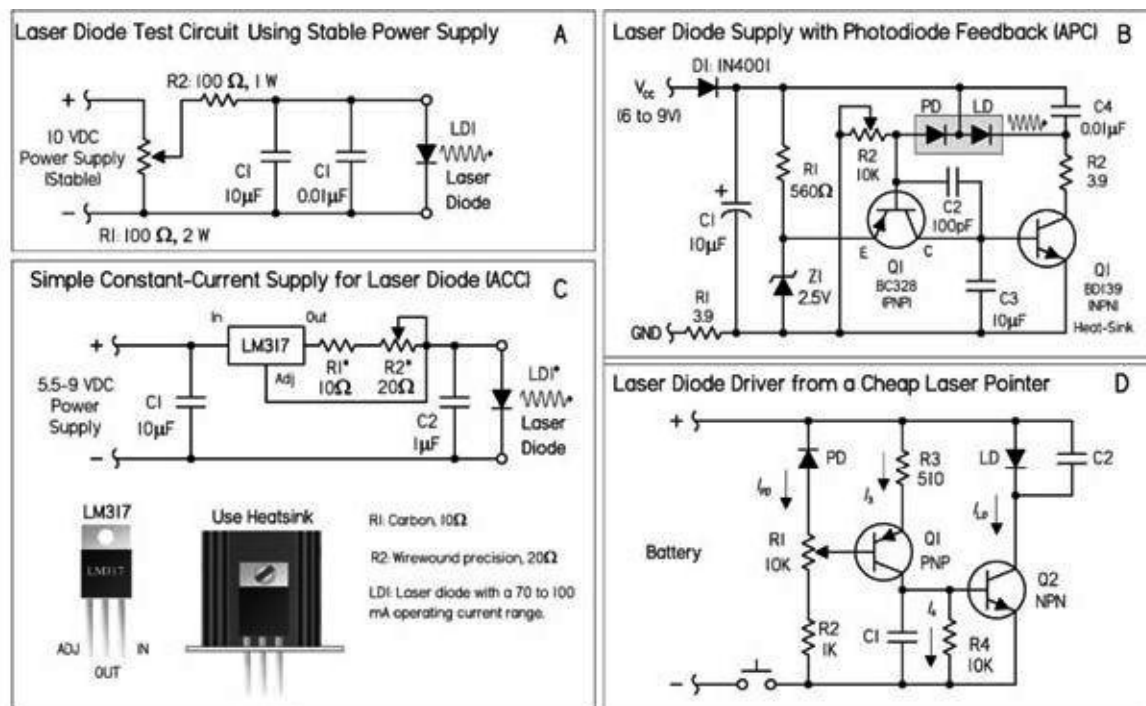 Laser Diode Test Circuit Using Stable Power Supply
A
R2: 100 Ω, 1 W
+
10 VDC
Power Supply
(Stable)
C1
10µF
C1
0.01µF
LD1
Laser
Diode
−
R1: 100 Ω, 2 W
Laser Diode Supply with Photodiode Feedback (APC)
B
D1: 1N4001
Vcc
(6 to 9V)
PD
LD
C4
0.01µF
R2
10K
R1
560Ω
R2
3.9
+
C1
10µF
C2
100pF
E
C
Q1
BC328
(PNP)
Z1
2.5V
Q1
BD139
(NPN)
Heat-Sink
R1
3.9
C3
10µF
GND
Simple Constant-Current Supply for Laser Diode (ACC)
C
In
Out
LM317
Adj
+
R1*
10Ω
R2*
20Ω
5.5-9 VDC
Power
Supply
C1
10µF
C2
1µF
LD1*
Laser
Diode
−
LM317
LM317
ADJ
OUT
IN
Use Heatsink
R1: Carbon, 10Ω
R2: Wirewound precision, 20Ω
LD1: Laser diode with a 70 to 100
mA operating current range.
Laser Diode Driver from a Cheap Laser Pointer
D
+
PD
R3
510
LD
C2
IPD
I3
ILD
Battery
R1
10K
Q1
PNP
Q2
NPN
R2
1K
C1
I4
R4
10K
−